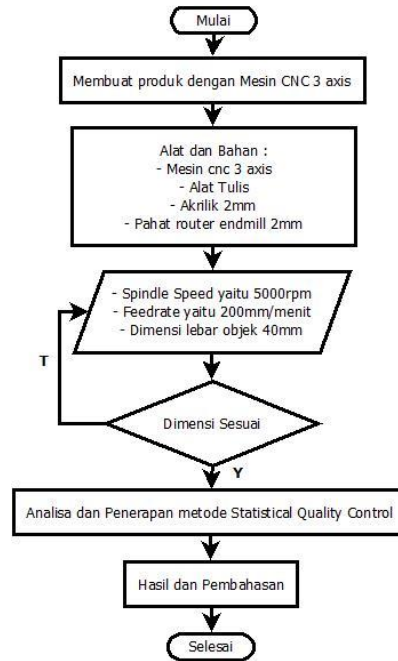 Mulai
Membuat produk dengan Mesin CNC 3 axis
Alat dan Bahan :
- Mesin cnc 3 axis
- Alat Tulis
- Akrilik 2mm
- Pahat router endmill 2mm
- Spindle Speed yaitu 5000rpm
- Feedrate yaitu 200mm/menit
- Dimensi lebar objek 40mm
T
Dimensi Sesuai
Y
Analisa dan Penerapan metode Statistical Quality Control
Hasil dan Pembahasan
Selesai